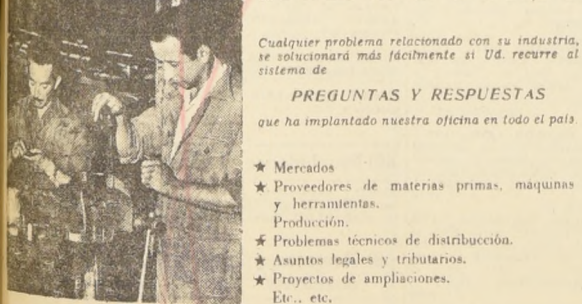 Cualquier problema relacionado con su industria,
se solucionará más fácilmente si Ud. recurre al
sistema de
PREGUNTAS Y RESPUESTAS
que ha implantado nuestra oficina en todo el país.
★ Mercados
★ Proveedores de materias primas, maquinas
y herramientas.
Producción.
★ Problemas técnicos de distribucción.
★ Asuntos legales y tributarios.
★ Proyectos de ampliaciones.
Etc., etc.